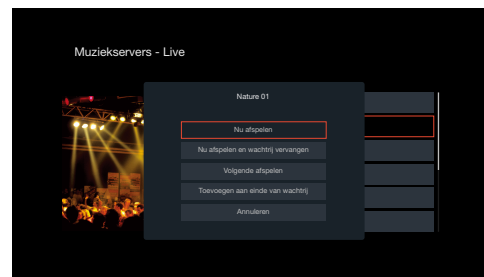 Muziekservers - Live
Nature 01
Nu afspelen
Nu afspelen en wachtrij vervangen
Volgende afspelen
Toevoegen aan einde van wachtrij
Annuleren